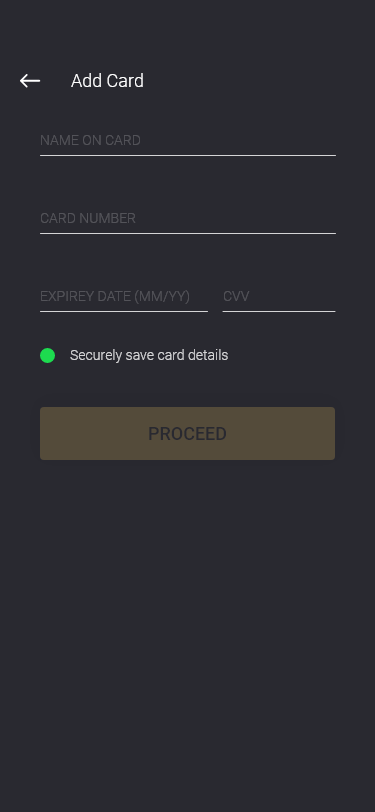 Add Card
NAME ON CARD
CARD NUMBER
EXPIREY DATE (MM/YY) CVV
Securely save card details
PROCEED